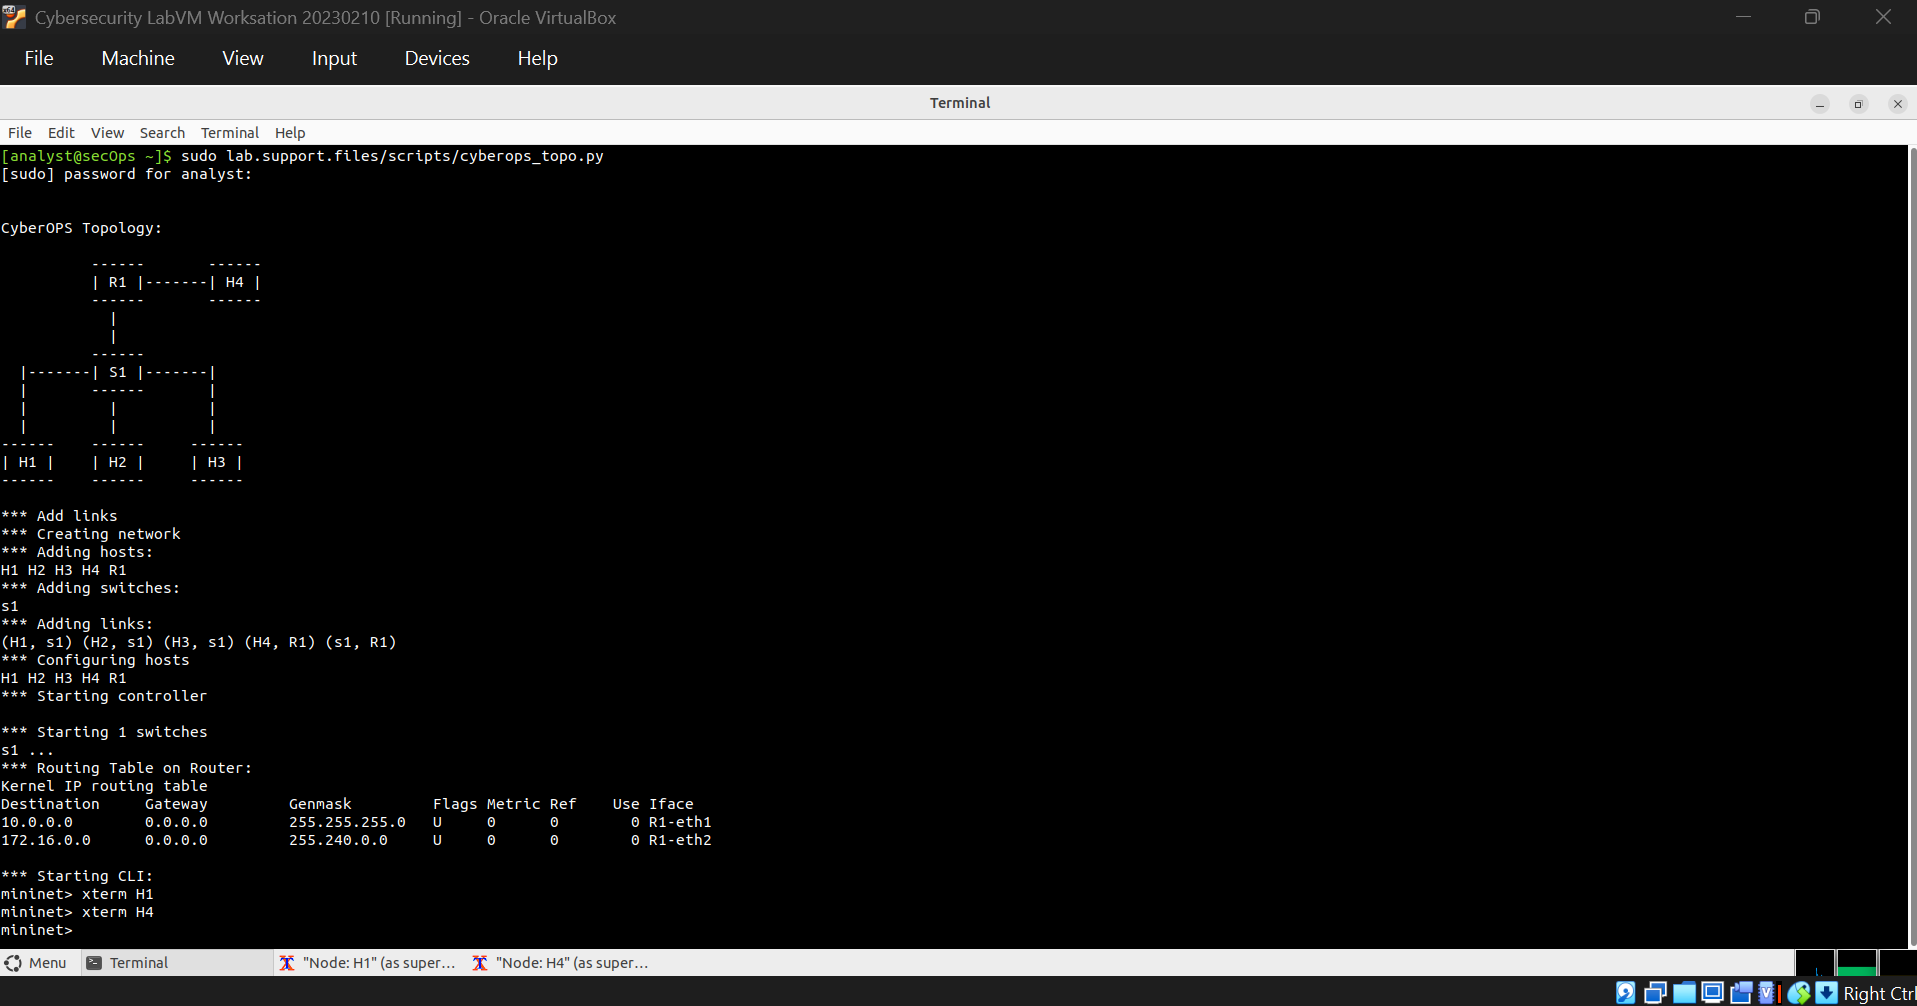 Cybersecurity LabVM Worksation 20230210 [Running] - Oracle VirtualBox
File Machine View Input Devices Help
Terminal
File Edit View Search Terminal Help
[analyst@secOps ~]$ sudo lab.support.files/scripts/cyberops_topo.py
[sudo] password for analyst:
CyberOPS Topology:
          ------       ------
          | R1 |-------| H4 |
          ------       ------
            |
            |
          ------
  |-------| S1 |-------|
  |       ------       |
  |         |          |
  |         |          |
------    ------     ------
| H1 |    | H2 |     | H3 |
------    ------     ------
*** Add links
*** Creating network
*** Adding hosts:
H1 H2 H3 H4 R1
*** Adding switches:
s1
*** Adding links:
(H1, s1) (H2, s1) (H3, s1) (H4, R1) (s1, R1)
*** Configuring hosts
H1 H2 H3 H4 R1
*** Starting controller
*** Starting 1 switches
s1 ...
*** Routing Table on Router:
Kernel IP routing table
Destination     Gateway         Genmask         Flags Metric Ref    Use Iface
10.0.0.0        0.0.0.0         255.255.255.0   U     0      0        0 R1-eth1
172.16.0.0      0.0.0.0         255.240.0.0     U     0      0        0 R1-eth2
*** Starting CLI:
mininet> xterm H1
mininet> xterm H4
mininet>
Menu Terminal "Node: H1" (as super... "Node: H4" (as super...
Right Ctrl